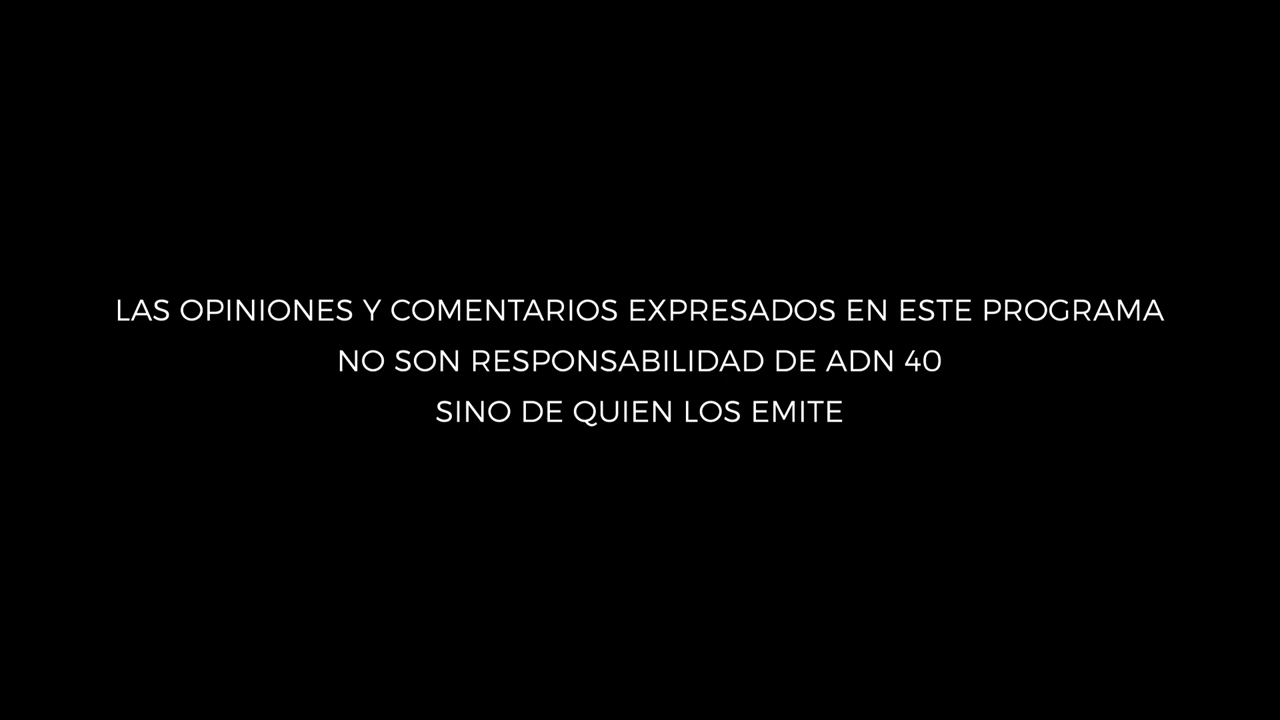 LAS OPINIONES Y COMENTARIOS EXPRESADOS EN ESTE PROGRAMA
NO SON RESPONSABILIDAD DE ADN 40
SINO DE QUIEN LOS EMITE